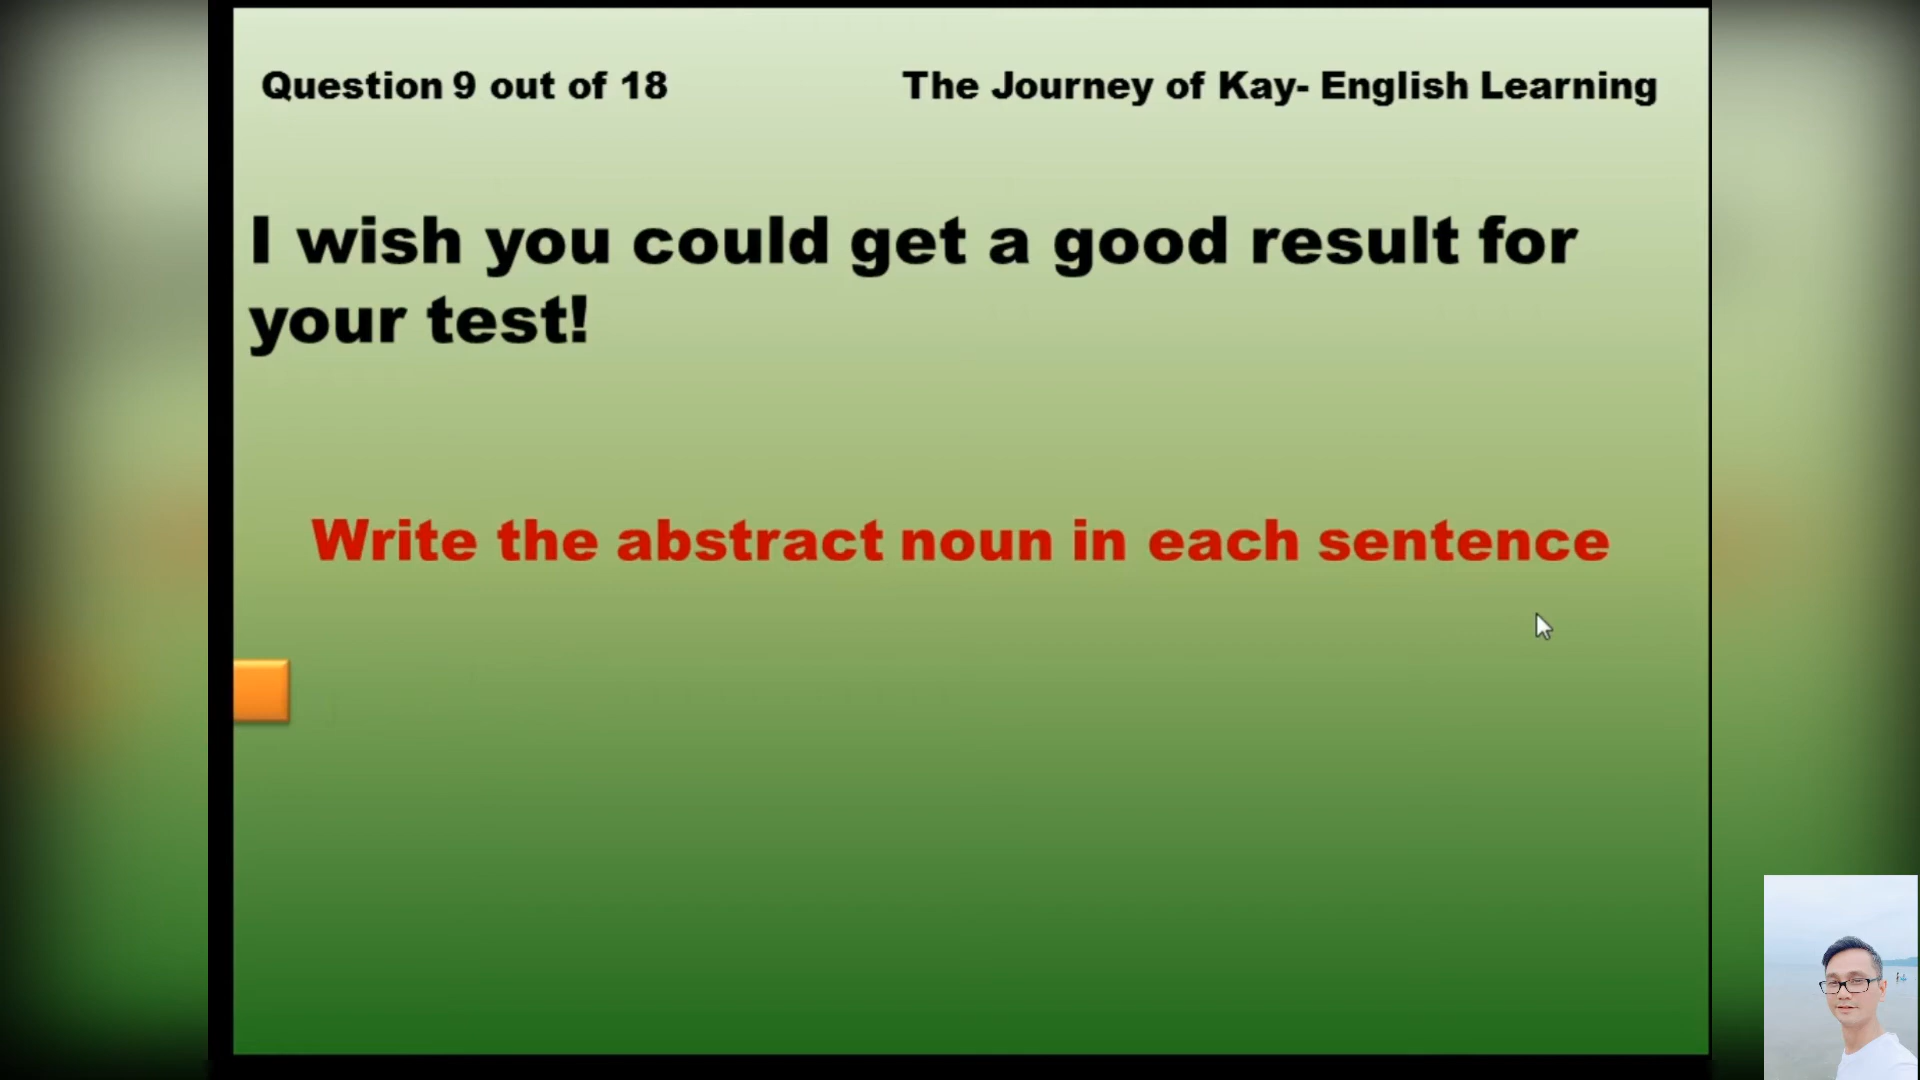 Question 9 out of 18
The Journey of Kay- English Learning
I wish you could get a good result for
your test!
Write the abstract noun in each sentence